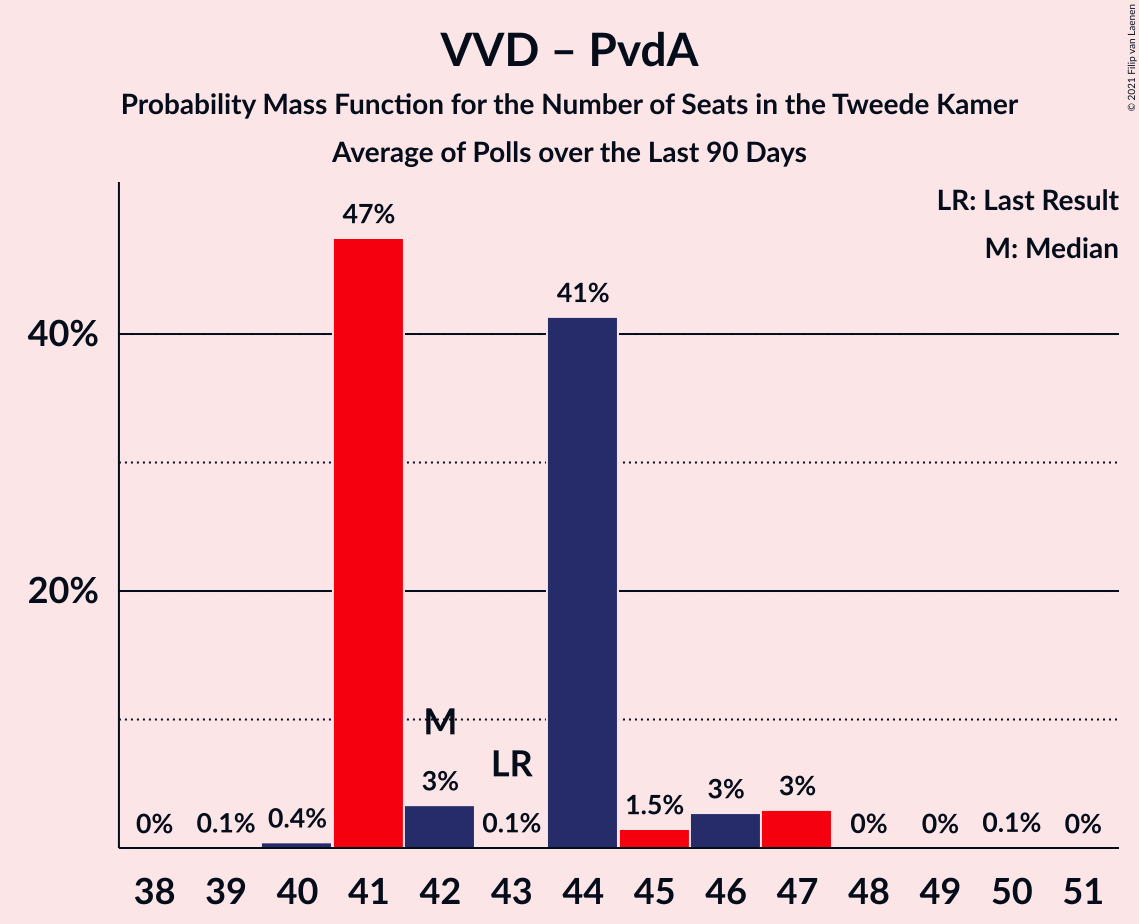 VVD – PvdA
Probability Mass Function for the Number of Seats in the Tweede Kamer
Average of Polls over the Last 90 Days
© 2021 Filip van Laenen
LR: Last Result
M: Median
47%
41%
40%
20%
M
LR
0% 0.1% 0.4% 3% 0.1% 1.5% 3% 3% 0% 0% 0.1% 0%
38 39 40 41 42 43 44 45 46 47 48 49 50 51